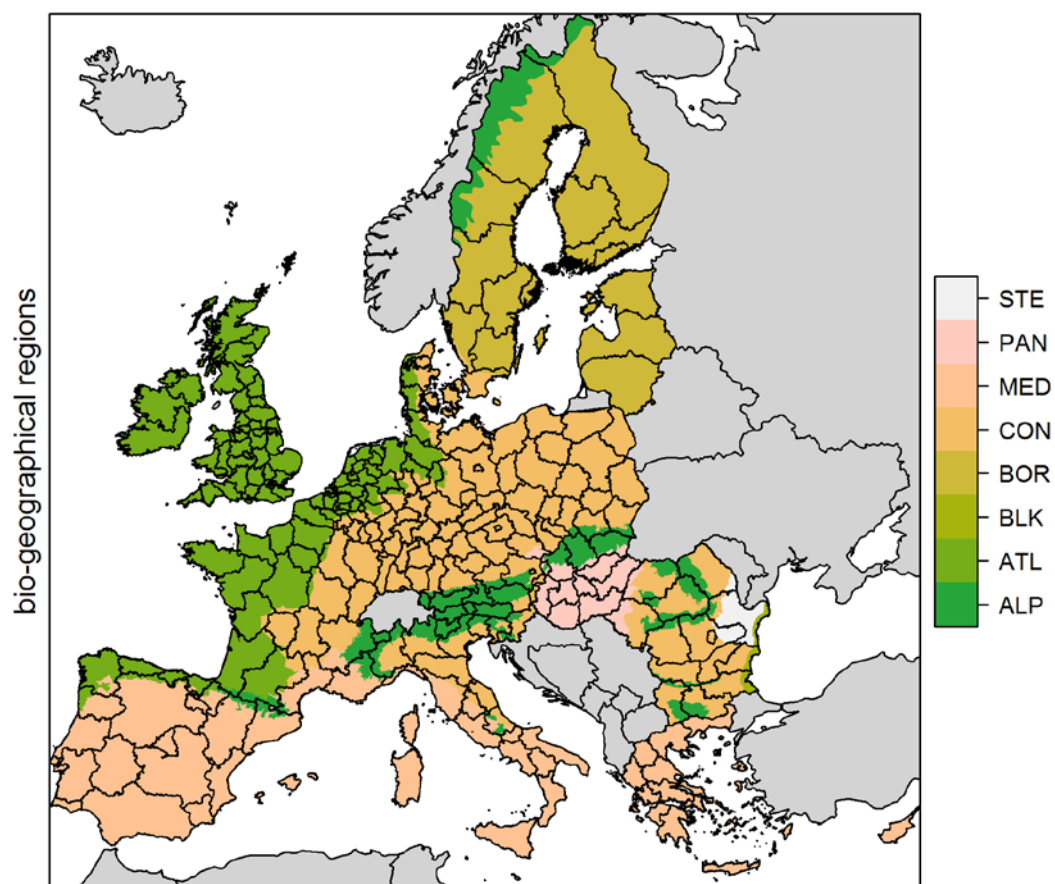 bio-geographical regions
STE
PAN
MED
CON
BOR
BLK
ATL
ALP